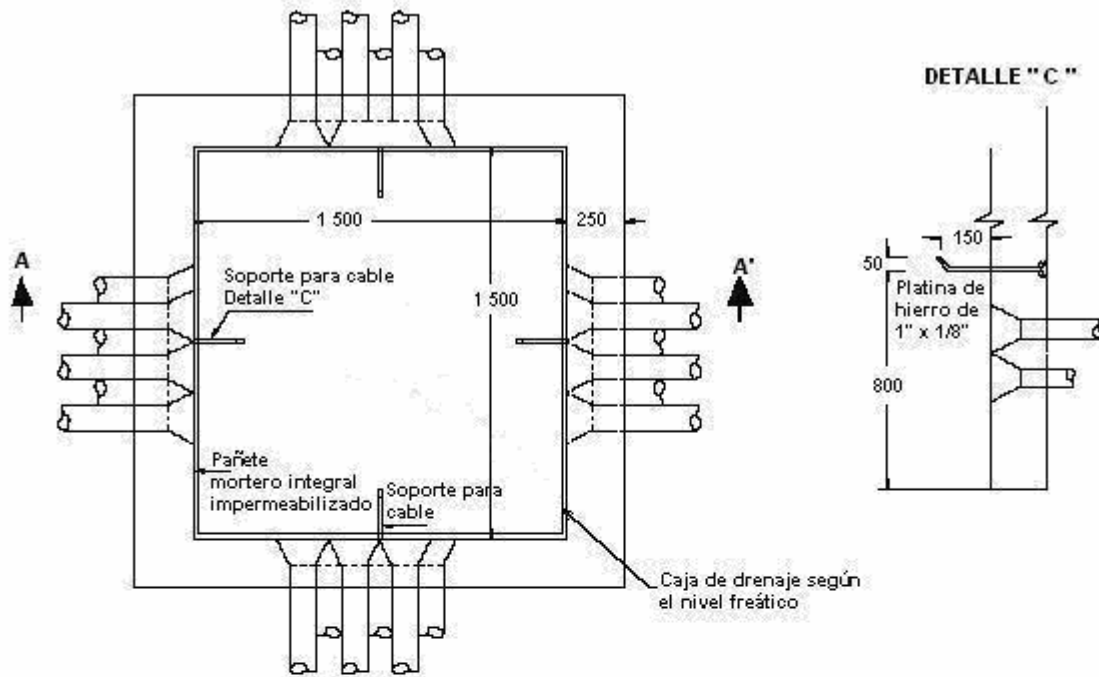 DETALLE " C "
1 500
250
150
A
Soporte para cable
Detalle "C"
A'
50
1 500
Platina de
hierro de
1" x 1/8"
800
Pañete
mortero integral
impermeabilizado
Soporte para
cable
Caja de drenaje según
el nivel freático